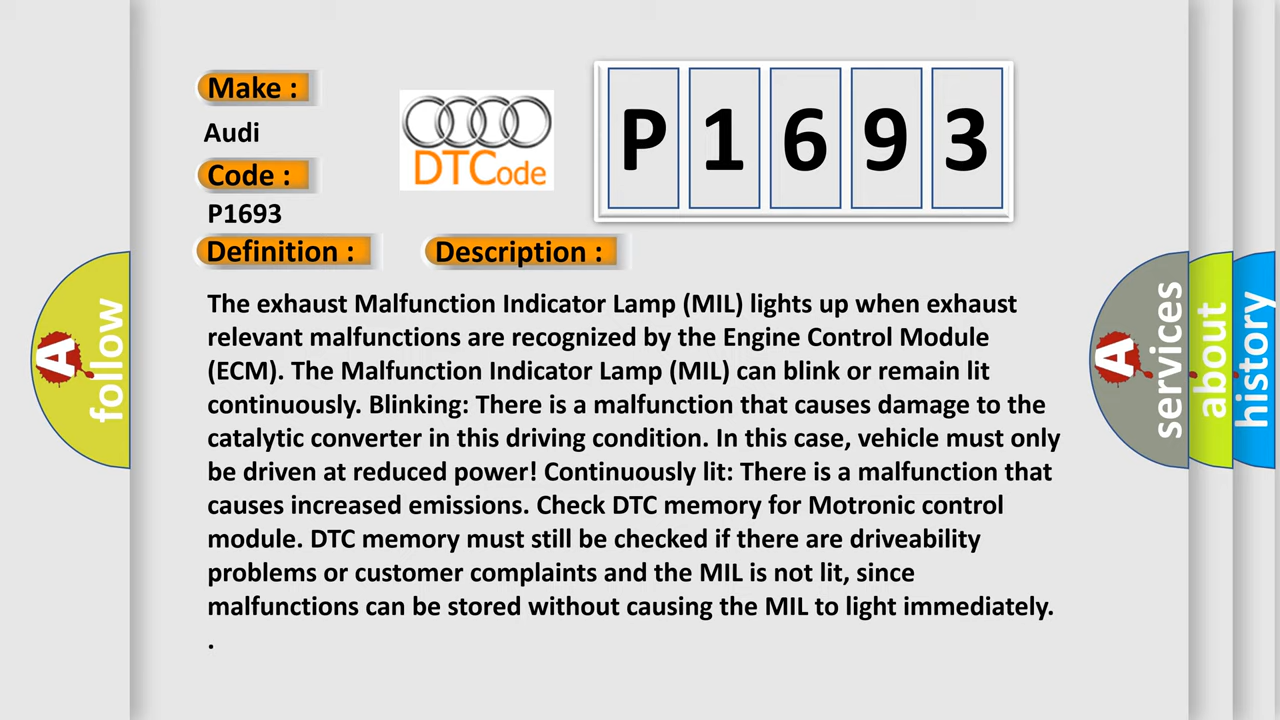 Make :
Audi
Code :
P1693
DTCode
P1693
Definition :
Description :
The exhaust Malfunction Indicator Lamp (MIL) lights up when exhaust
relevant malfunctions are recognized by the Engine Control Module
(ECM). The Malfunction Indicator Lamp (MIL) can blink or remain lit
continuously. Blinking: There is a malfunction that causes damage to the
catalytic converter in this driving condition. In this case, vehicle must only
be driven at reduced power! Continuously lit: There is a malfunction that
causes increased emissions. Check DTC memory for Motronic control
module. DTC memory must still be checked if there are driveability
problems or customer complaints and the MIL is not lit, since
malfunctions can be stored without causing the MIL to light immediately.
.
A
follow
A
services
about
history